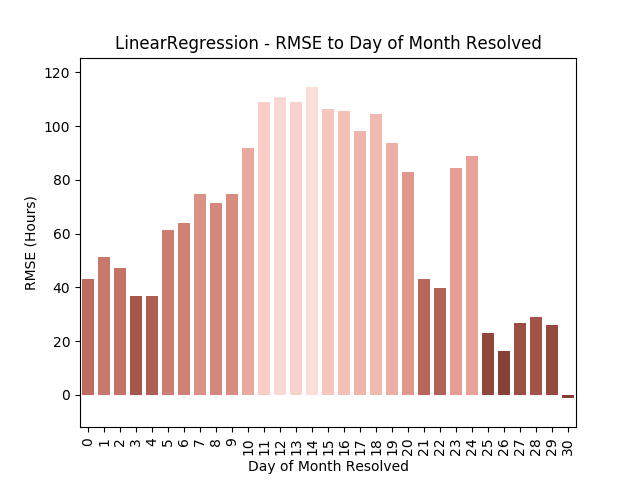 LinearRegression - RMSE to Day of Month Resolved
RMSE (Hours)
120
100
80
60
40
20
0
0 1 2 3 4 5 6 7 8 9 10 11 12 13 14 15 16 17 18 19 20 21 22 23 24 25 26 27 28 29 30
Day of Month Resolved